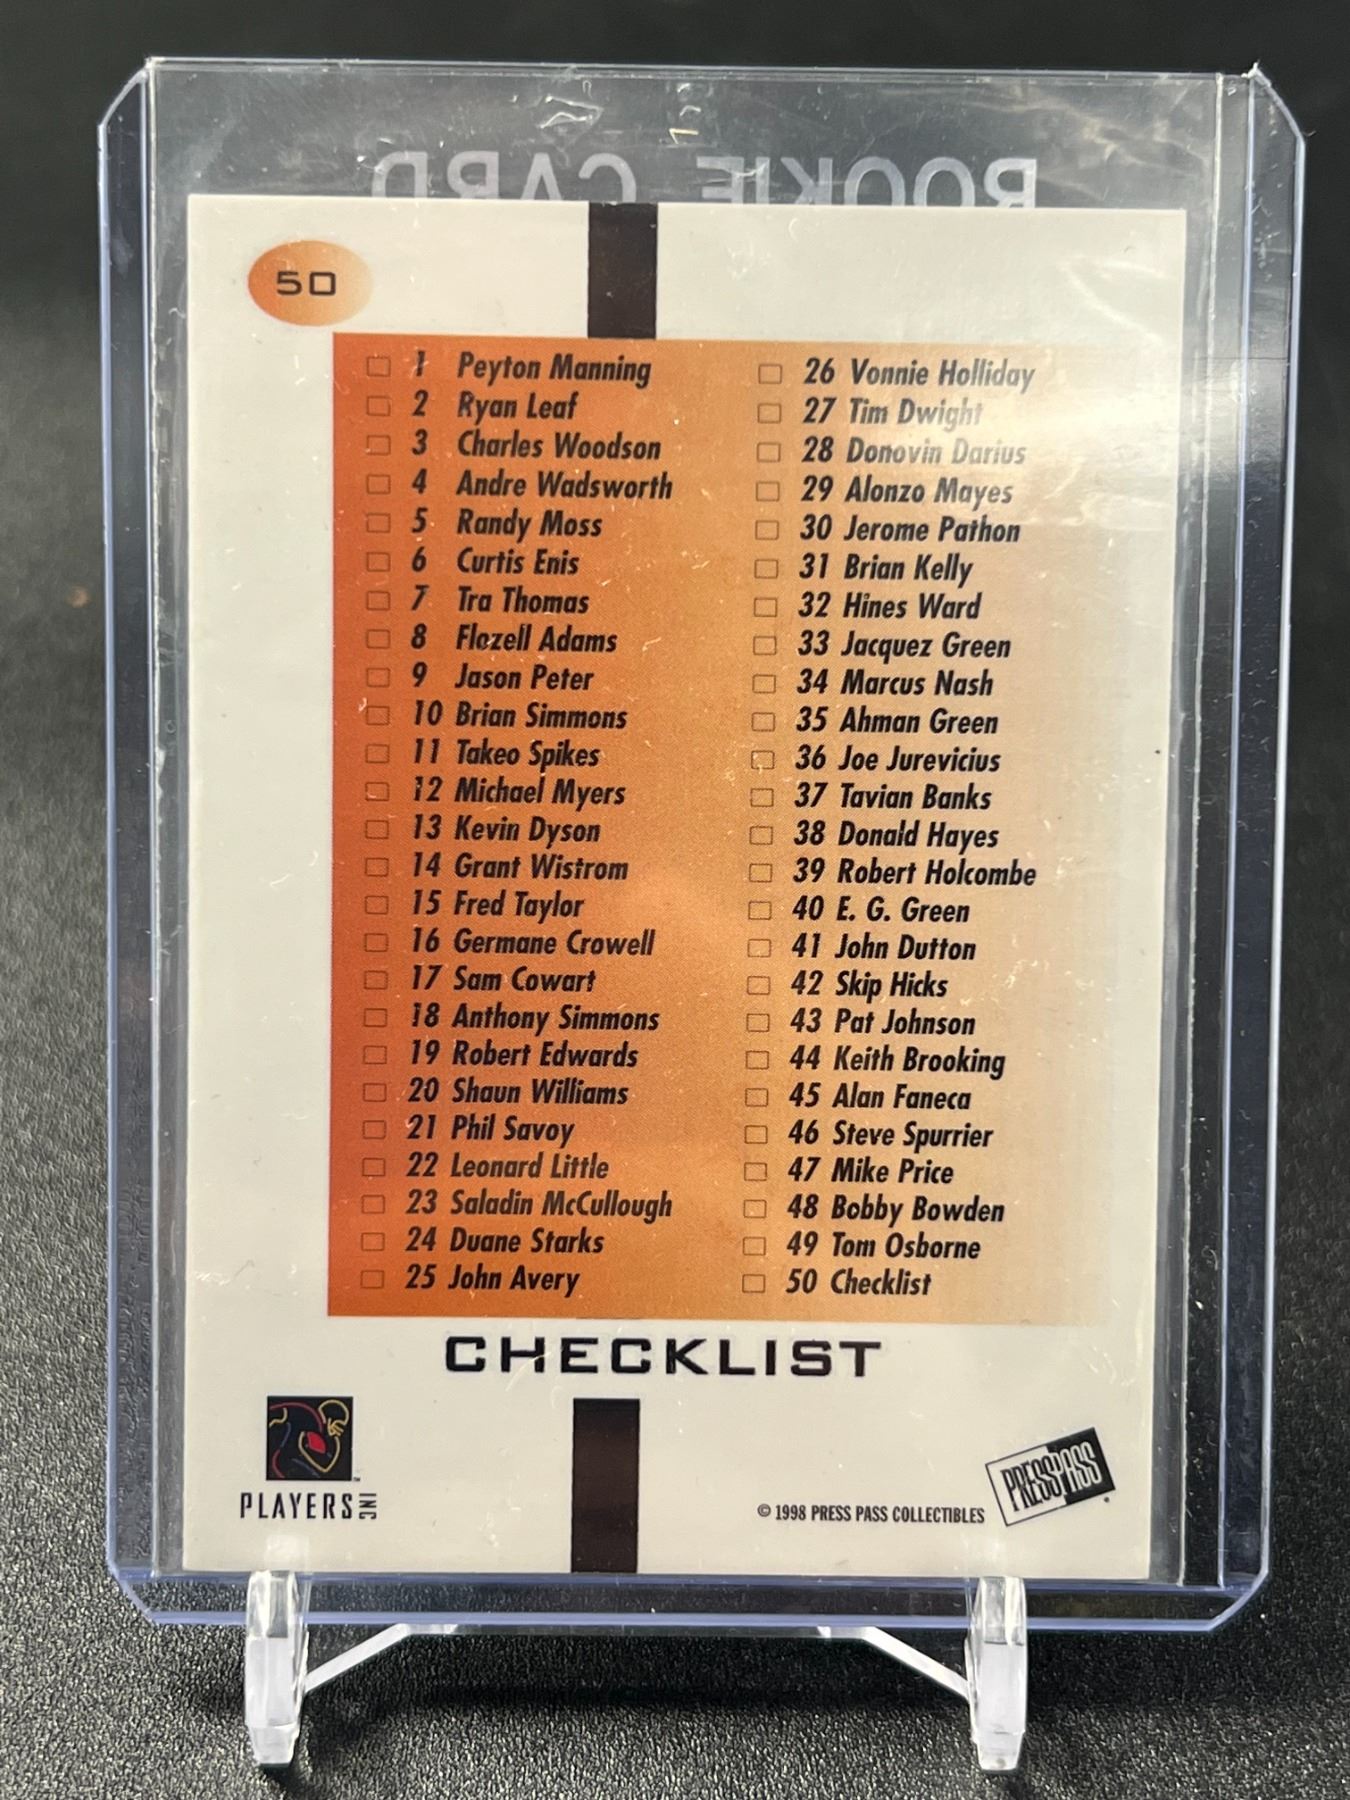 ROOKIE CARD
50
1 Peyton Manning
2 Ryan Leaf
3 Charles Woodson
4 Andre Wadsworth
5 Randy Moss
6 Curtis Enis
7 Tra Thomas
8 Flozell Adams
9 Jason Peter
10 Brian Simmons
11 Takeo Spikes
12 Michael Myers
13 Kevin Dyson
14 Grant Wistrom
15 Fred Taylor
16 Germane Crowell
17 Sam Cowart
18 Anthony Simmons
19 Robert Edwards
20 Shaun Williams
21 Phil Savoy
22 Leonard Little
23 Saladin McCullough
24 Duane Starks
25 John Avery
26 Vonnie Holliday
27 Tim Dwight
28 Donovin Darius
29 Alonzo Mayes
30 Jerome Pathon
31 Brian Kelly
32 Hines Ward
33 Jacquez Green
34 Marcus Nash
35 Ahman Green
36 Joe Jurevicius
37 Tavian Banks
38 Donald Hayes
39 Robert Holcombe
40 E. G. Green
41 John Dutton
42 Skip Hicks
43 Pat Johnson
44 Keith Brooking
45 Alan Faneca
46 Steve Spurrier
47 Mike Price
48 Bobby Bowden
49 Tom Osborne
50 Checklist
CHECKLIST
PLAYERS INC
© 1998 PRESS PASS COLLECTIBLES
PRESS PASS